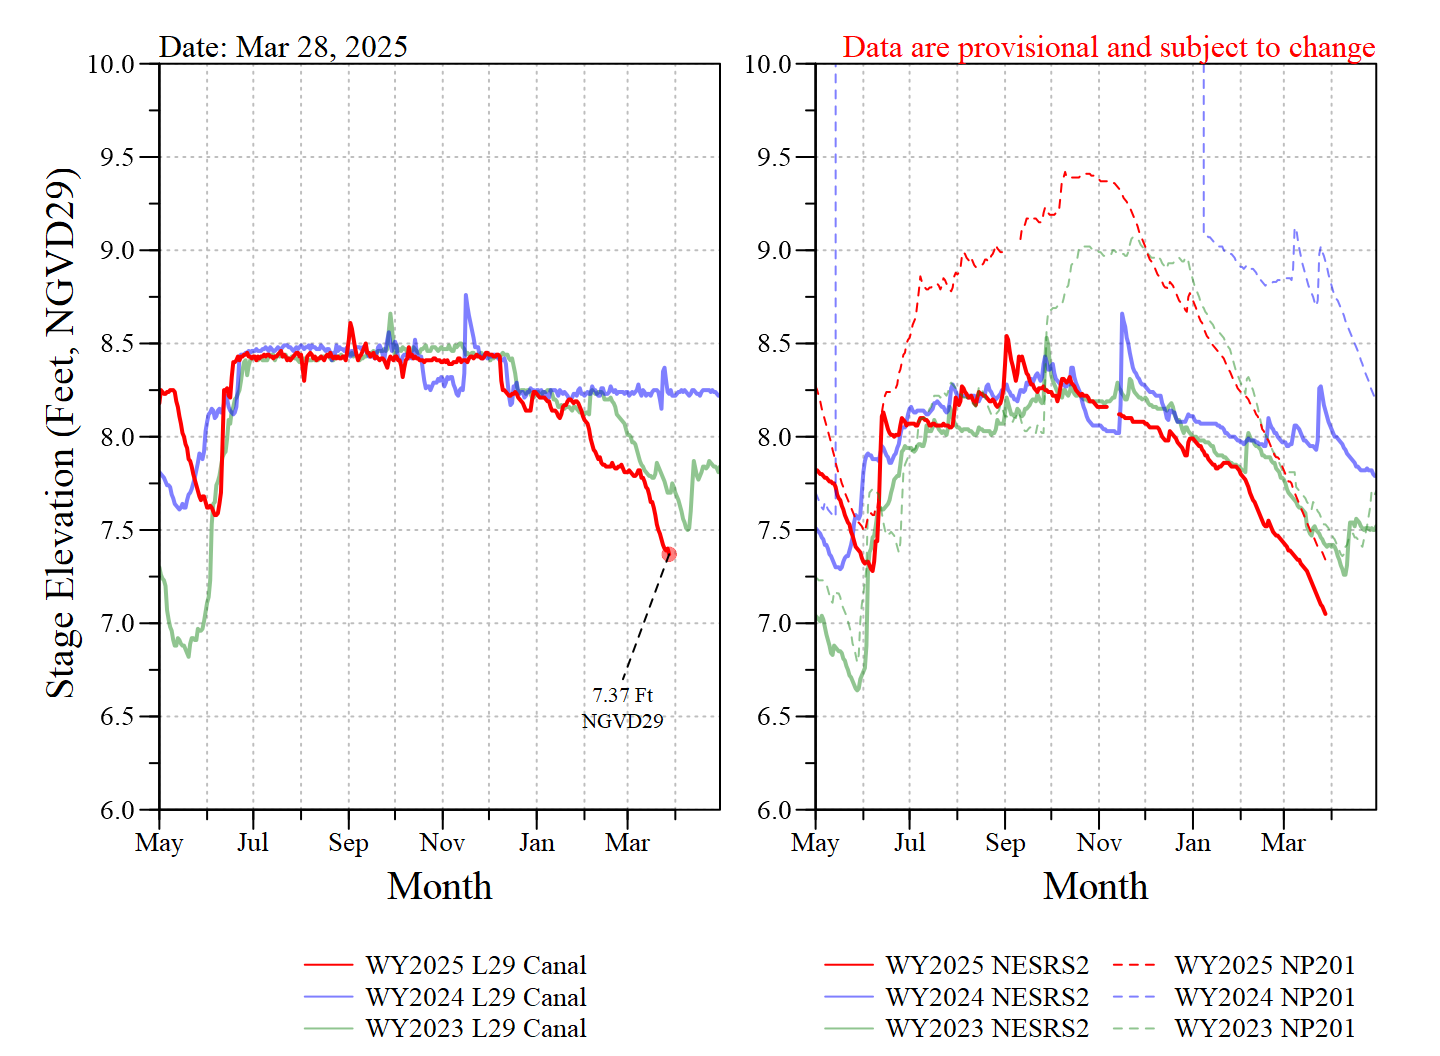 Date: Mar 28, 2025
Data are provisional and subject to change
Stage Elevation (Feet, NGVD29)
10.0
9.5
9.0
8.5
8.0
7.5
7.0
6.5
6.0
May Jul Sep Nov Jan Mar
Month
7.37 Ft
NGVD29
10.0
9.5
9.0
8.5
8.0
7.5
7.0
6.5
6.0
May Jul Sep Nov Jan Mar
Month
WY2025 L29 Canal
WY2024 L29 Canal
WY2023 L29 Canal
WY2025 NESRS2 WY2025 NP201
WY2024 NESRS2 WY2024 NP201
WY2023 NESRS2 WY2023 NP201